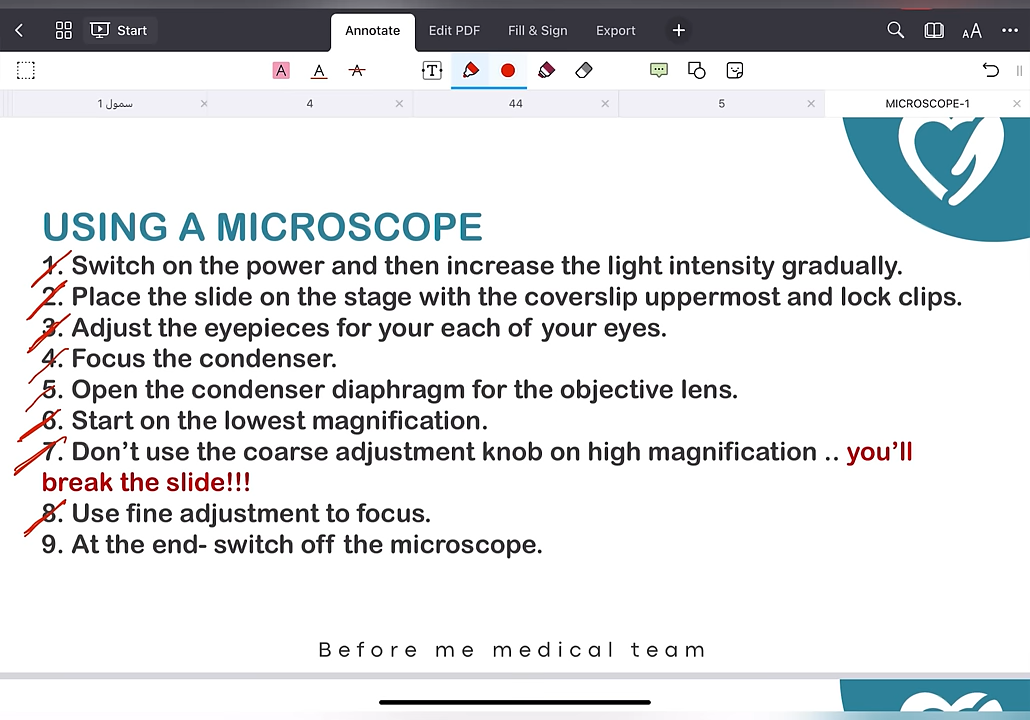 Start
Annotate
Edit PDF
Fill & Sign
Export
سمول 1
4
44
5
MICROSCOPE-1
USING A MICROSCOPE
1. Switch on the power and then increase the light intensity gradually.
2. Place the slide on the stage with the coverslip uppermost and lock clips.
3. Adjust the eyepieces for your each of your eyes.
4. Focus the condenser.
5. Open the condenser diaphragm for the objective lens.
6. Start on the lowest magnification.
7. Don’t use the coarse adjustment knob on high magnification .. you’ll
break the slide!!!
8. Use fine adjustment to focus.
9. At the end- switch off the microscope.
Before me medical team